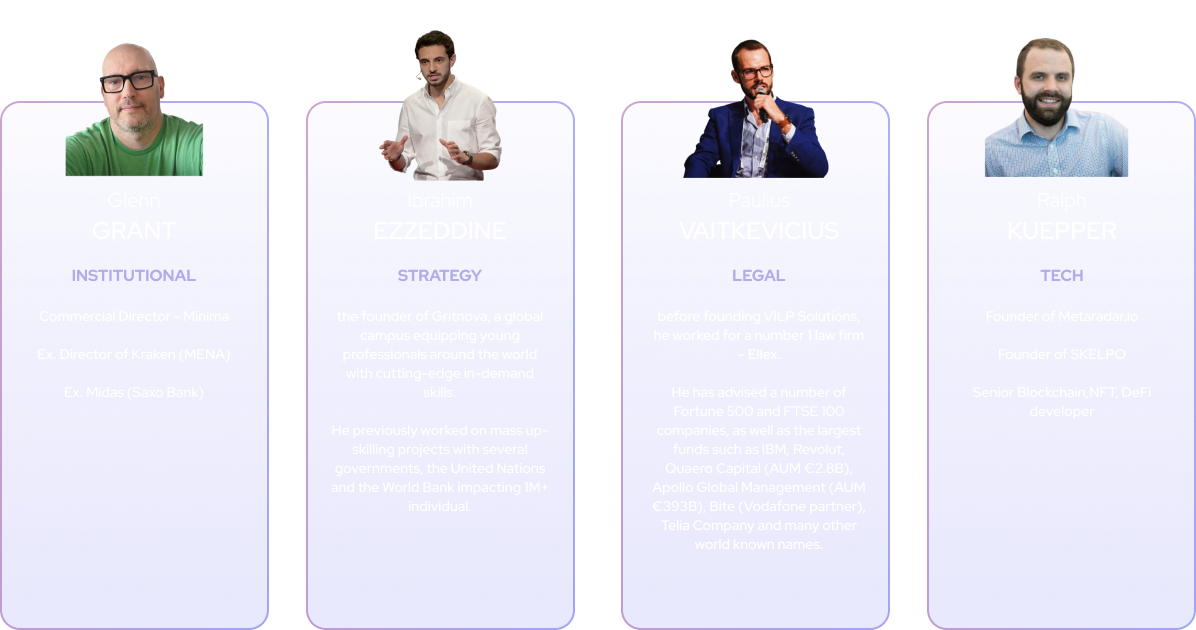 Glenn
GRANT
INSTITUTIONAL
Commercial Director - Minima
Ex. Director of Kraken (MENA)
Ex. Midas (Saxo Bank)
Ibrahim
EZZEDDINE
STRATEGY
the founder of Gritnova, a global
campus equipping young
professionals around the world
with cutting-edge in-demand
skills.
He previously worked on mass up-
skilling projects with several
governments, the United Nations
and the World Bank impacting 1M+
individual.
Paulius
VAITKEVICIUS
LEGAL
before founding VILP Solutions,
he worked for a number 1 law firm
- Ellex.
He has advised a number of
Fortune 500 and FTSE 100
companies, as well as the largest
funds such as IBM, Revolut,
Quaero Capital (AUM €2.8B),
Apollo Global Management (AUM
€393B), Bite (Vodafone partner),
Telia Company and many other
world known names.
Ralph
KUEPPER
TECH
Founder of Metaradar.io
Founder of SKELPO
Senior Blockchain,NFT, DeFi
developer